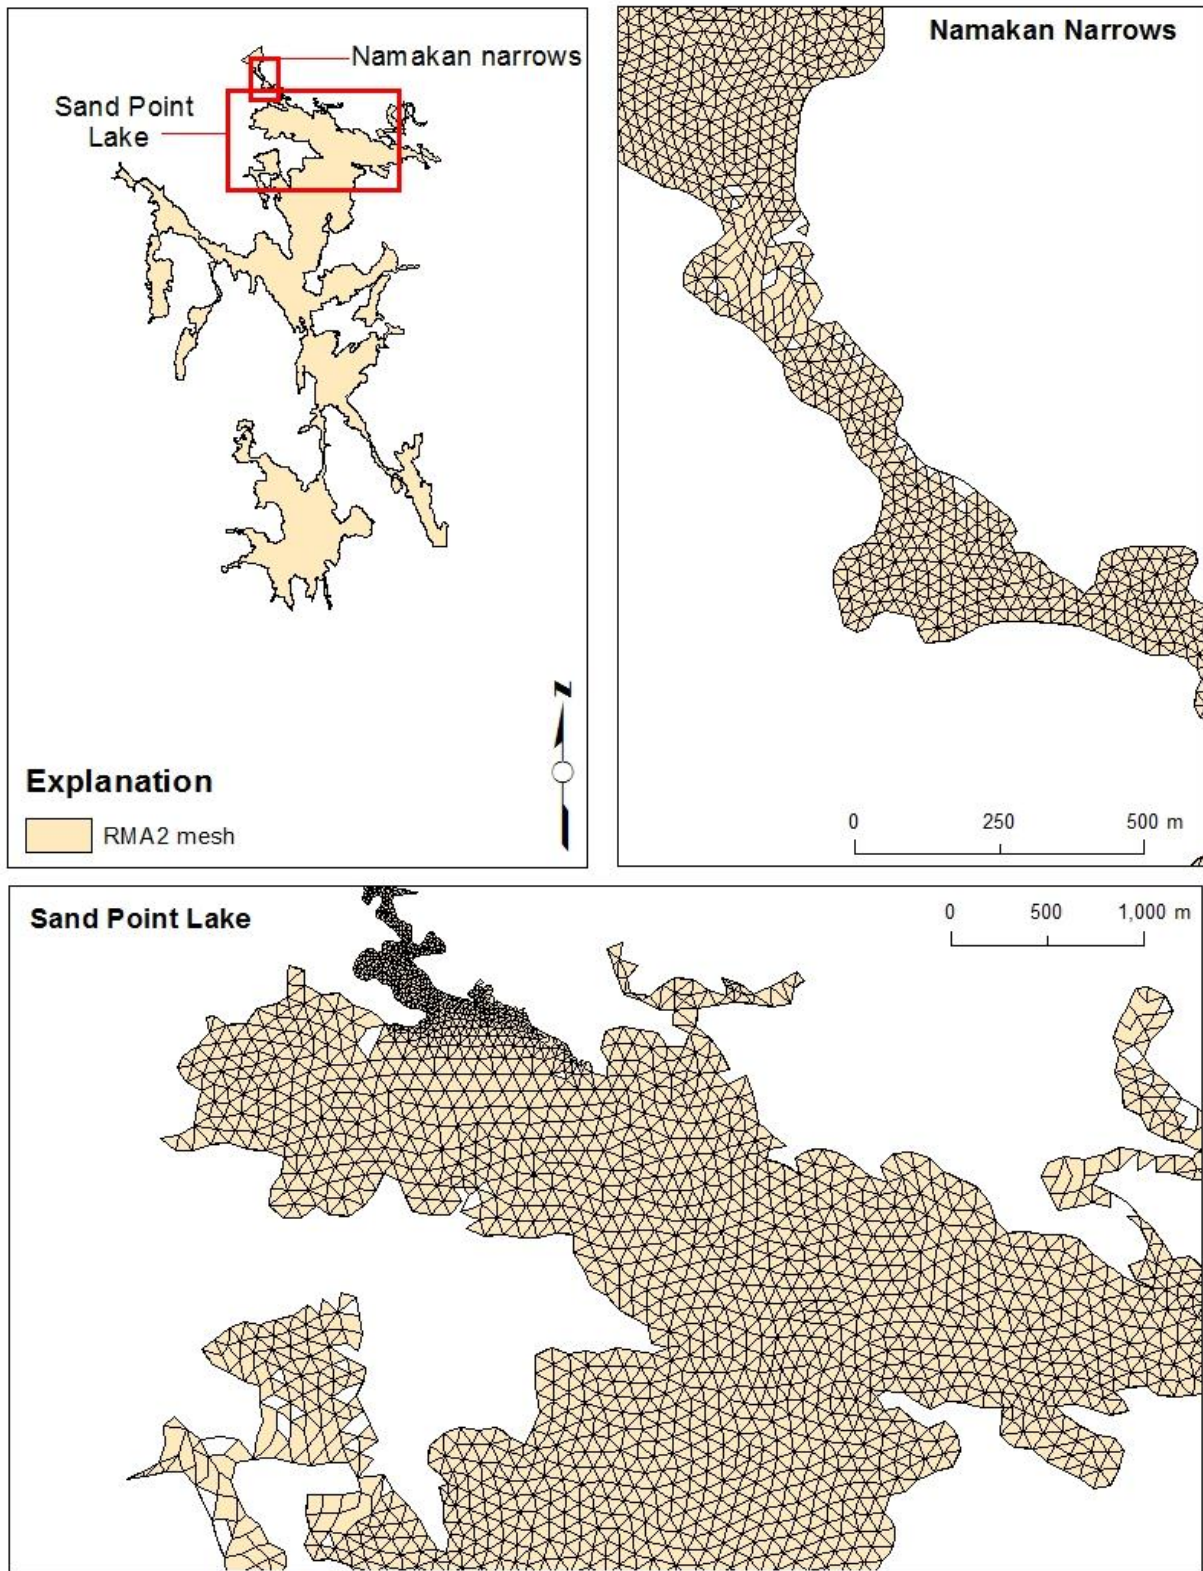 Namakan narrows
Sand Point
Lake
N
Explanation
RMA2 mesh
Namakan Narrows
0 250 500 m
Sand Point Lake
0 500 1,000 m